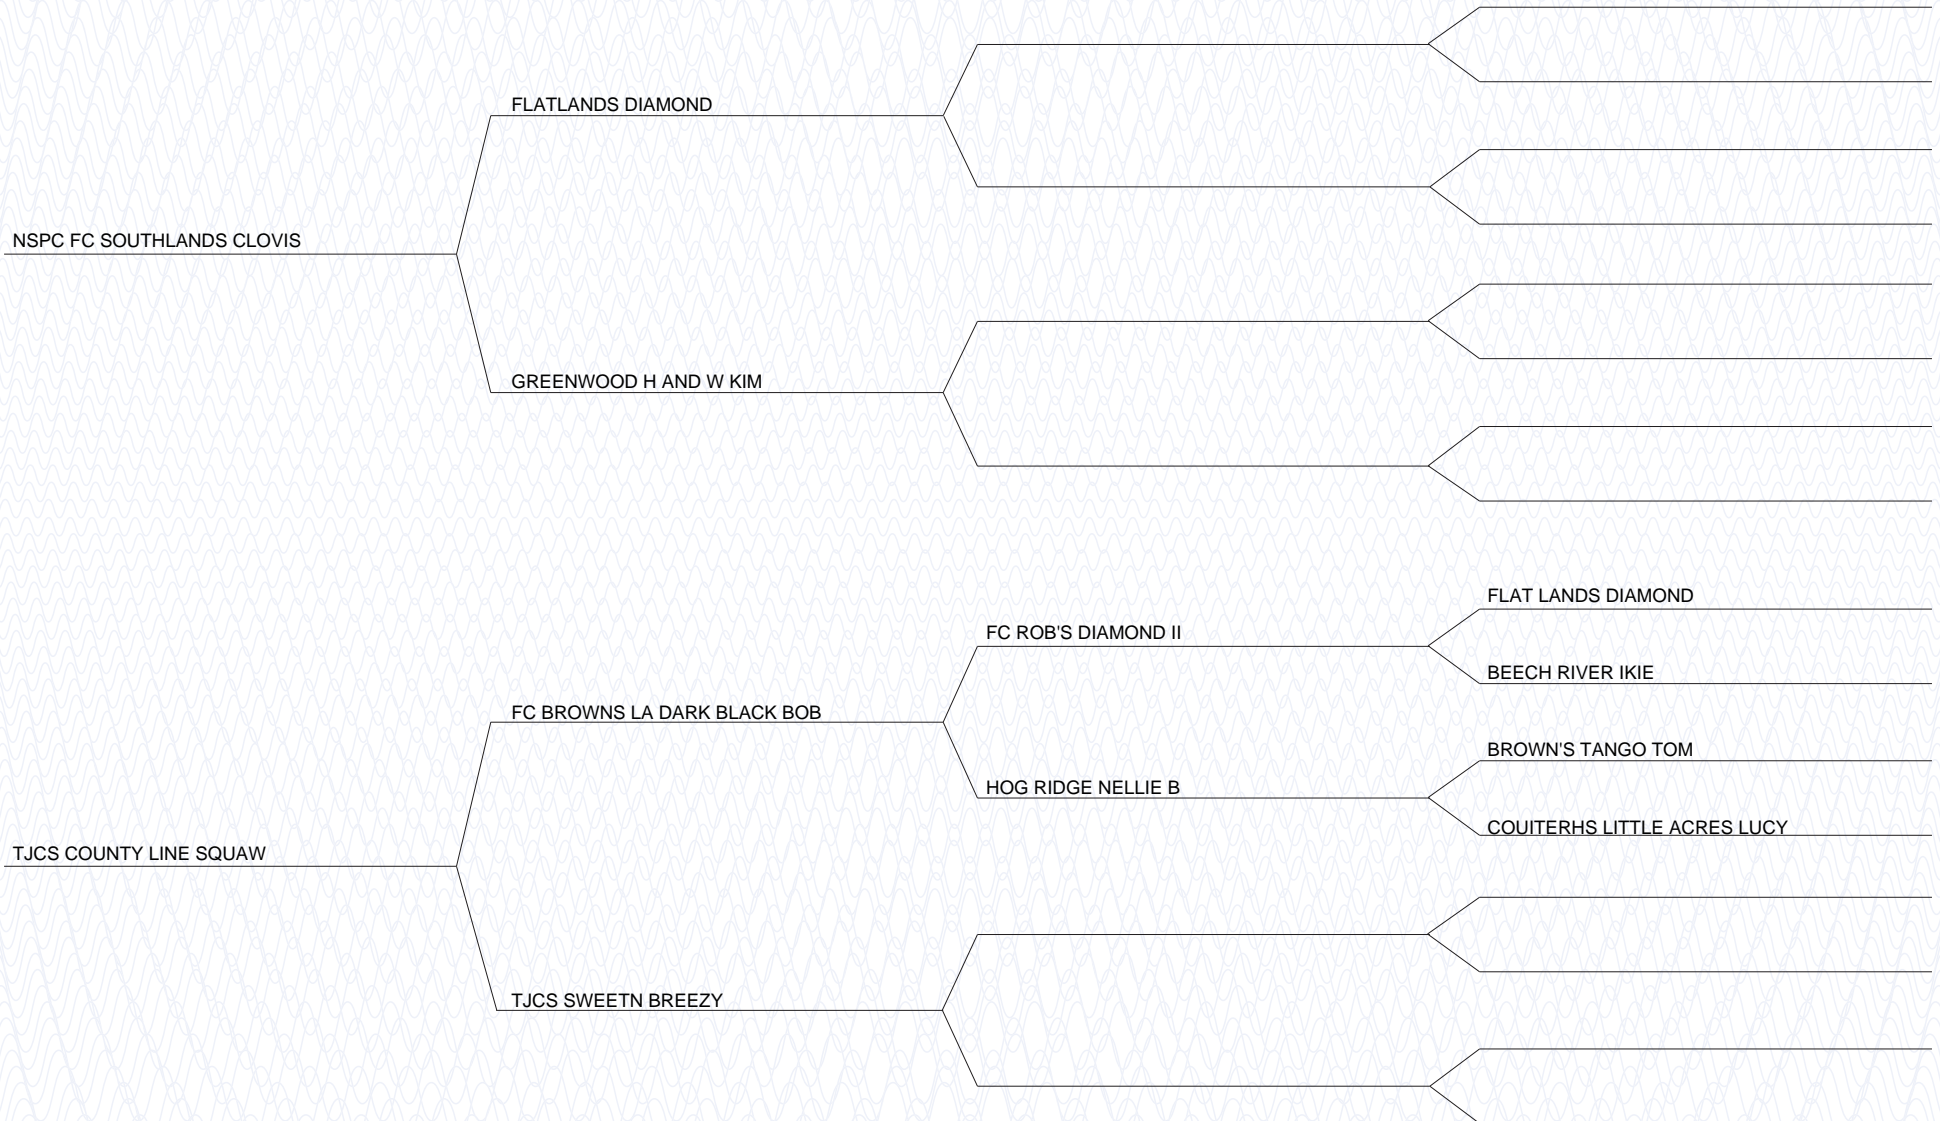 FLATLANDS DIAMOND
NSPC FC SOUTHLANDS CLOVIS
GREENWOOD H AND W KIM
FLAT LANDS DIAMOND
FC ROB'S DIAMOND II
BEECH RIVER IKIE
FC BROWNS LA DARK BLACK BOB
BROWN'S TANGO TOM
HOG RIDGE NELLIE B
COUITERHS LITTLE ACRES LUCY
TJCS COUNTY LINE SQUAW
TJCS SWEETN BREEZY